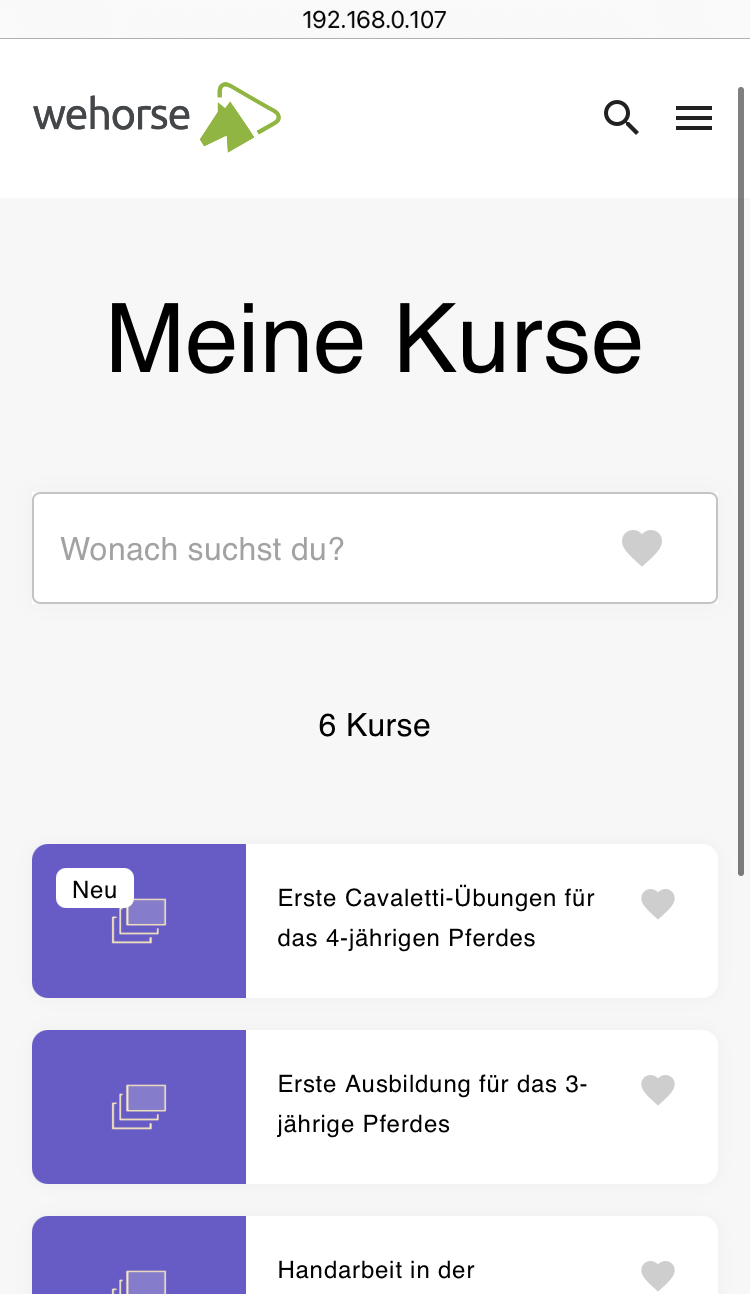 192.168.0.107
wehorse
Meine Kurse
Wonach suchst du?
6 Kurse
Neu
Erste Cavaletti-Übungen für
das 4-jährigen Pferdes
Erste Ausbildung für das 3-
jährige Pferdes
Handarbeit in der